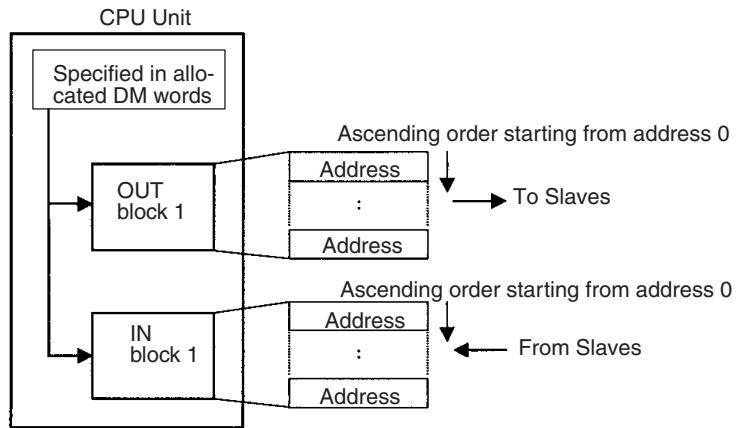 CPU Unit
Specified in allo-
cated DM words
Ascending order starting from address 0
OUT
block 1
Address
:
Address
To Slaves
Ascending order starting from address 0
IN
block 1
Address
:
Address
From Slaves